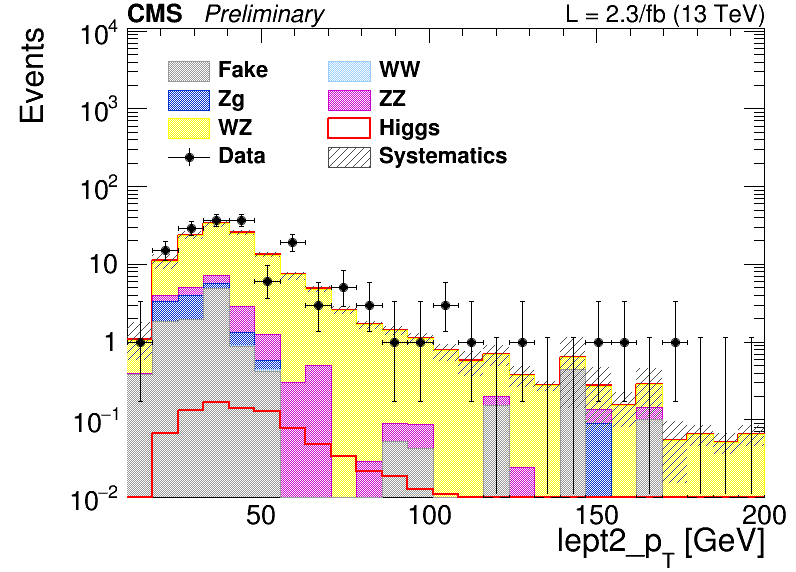 CMS Preliminary L = 2.3/fb (13 TeV)
Events
10^4
10^3
10^2
10
1
10^−1
10^−2
Fake WW
Zg ZZ
WZ Higgs
Data Systematics
50 100 150 200
lept2_p_T [GeV]